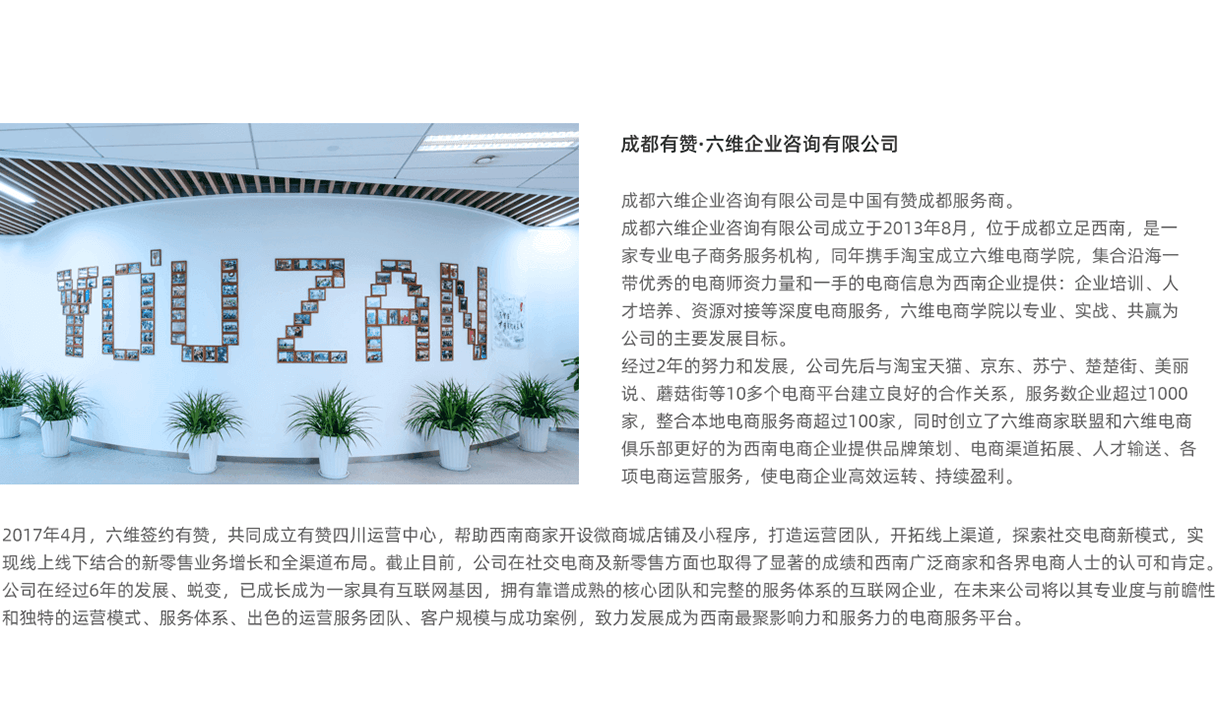 YOU ZAN
成都有赞·六维企业咨询有限公司
成都六维企业咨询有限公司是中国有赞成都服务商。
成都六维企业咨询有限公司成立于2013年8月，位于成都立足西南，是一
家专业电子商务服务机构，同年携手淘宝成立六维电商学院，集合沿海一
带优秀的电商师资力量和一手的电商信息为西南企业提供：企业培训、人
才培养、资源对接等深度电商服务，六维电商学院以专业、实战、共赢为
公司的主要发展目标。
经过2年的努力和发展，公司先后与淘宝天猫、京东、苏宁、楚楚街、美丽
说、蘑菇街等10多个电商平台建立良好的合作关系，服务数企业超过1000
家，整合本地电商服务商超过100家，同时创立了六维商家联盟和六维电商
俱乐部更好的为西南电商企业提供品牌策划、电商渠道拓展、人才输送、各
项电商运营服务，使电商企业高效运转、持续盈利。
2017年4月，六维签约有赞，共同成立有赞四川运营中心，帮助西南商家开设微商城店铺及小程序，打造运营团队，开拓线上渠道，探索社交电商新模式，实
现线上线下结合的新零售业务增长和全渠道布局。截止目前，公司在社交电商及新零售方面也取得了显著的成绩和西南广泛商家和各界电商人士的认可和肯定。
公司在经过6年的发展、蜕变，已成长成为一家具有互联网基因，拥有靠谱成熟的核心团队和完整的服务体系的互联网企业，在未来公司将以其专业度与前瞻性
和独特的运营模式、服务体系、出色的运营服务团队、客户规模与成功案例，致力发展成为西南最聚影响力和服务力的电商服务平台。